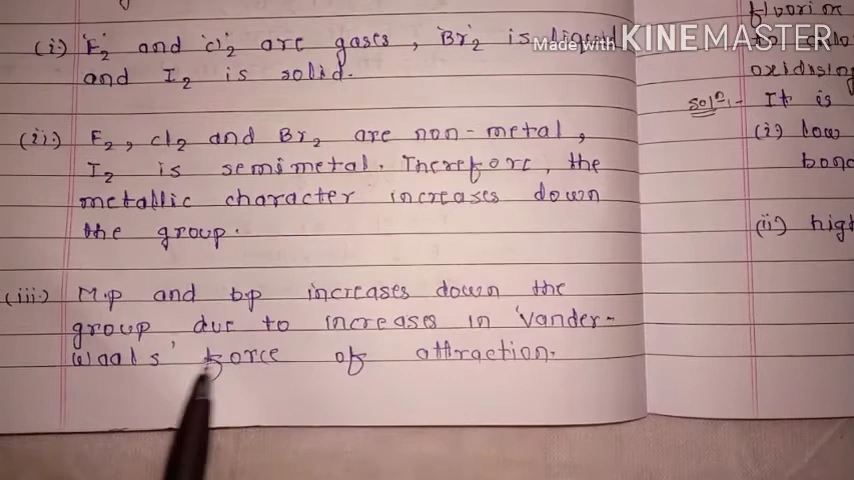 (i) F2 and Cl2 are gases, Br2 is liquid
and I2 is solid.
(ii) F2, Cl2 and Br2 are non-metal,
I2 is semimetal. Therefore, the
metallic character increases down
the group.
(iii) M.p and b.p increases down the
group due to increases in 'vander-
waals' force of attraction.
Made with KINEMASTER
fluorin
oxidising
Soln:- It is
(i) low
bond
(ii) high